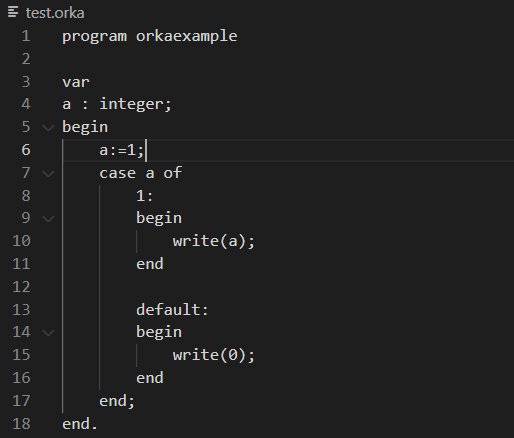 test.orka
1 program orkaexample
2
3 var
4 a : integer;
5 begin
6     a:=1;
7     case a of
8         1:
9         begin
10             write(a);
11         end
12
13         default:
14         begin
15             write(0);
16         end
17     end;
18 end.